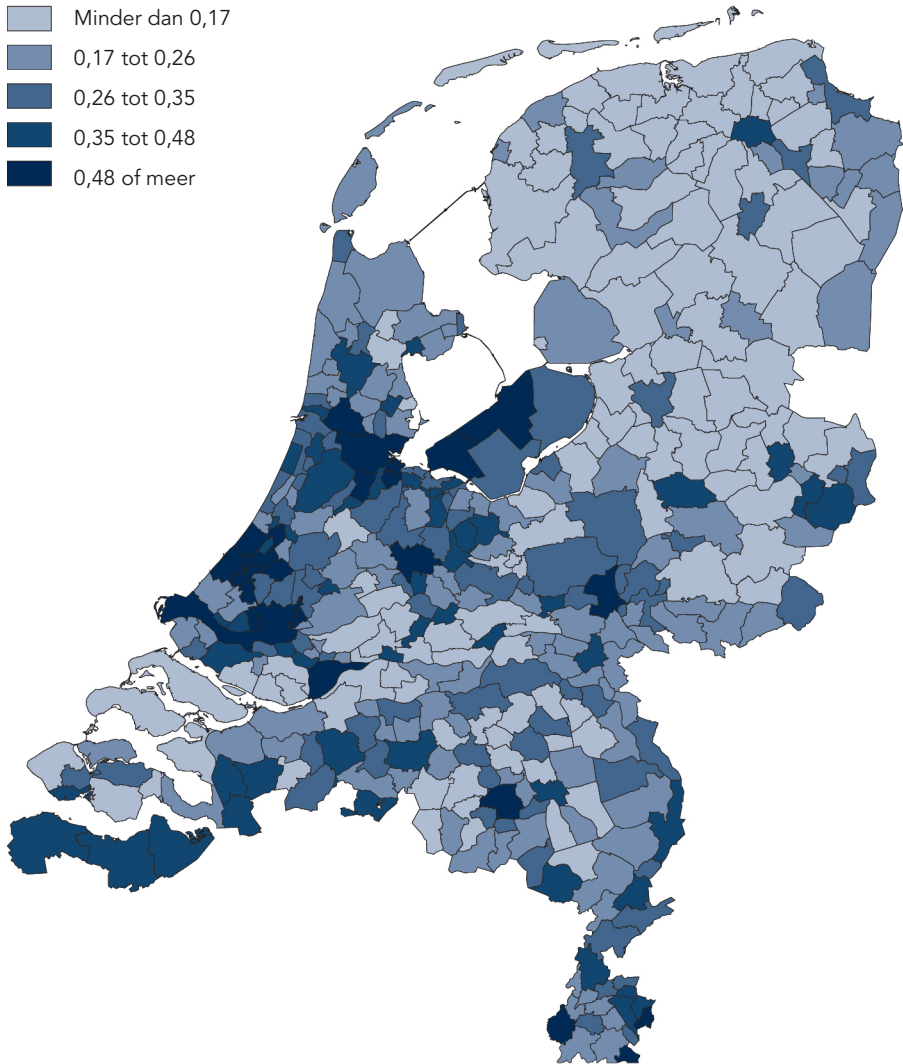 Minder dan 0,17
0,17 tot 0,26
0,26 tot 0,35
0,35 tot 0,48
0,48 of meer